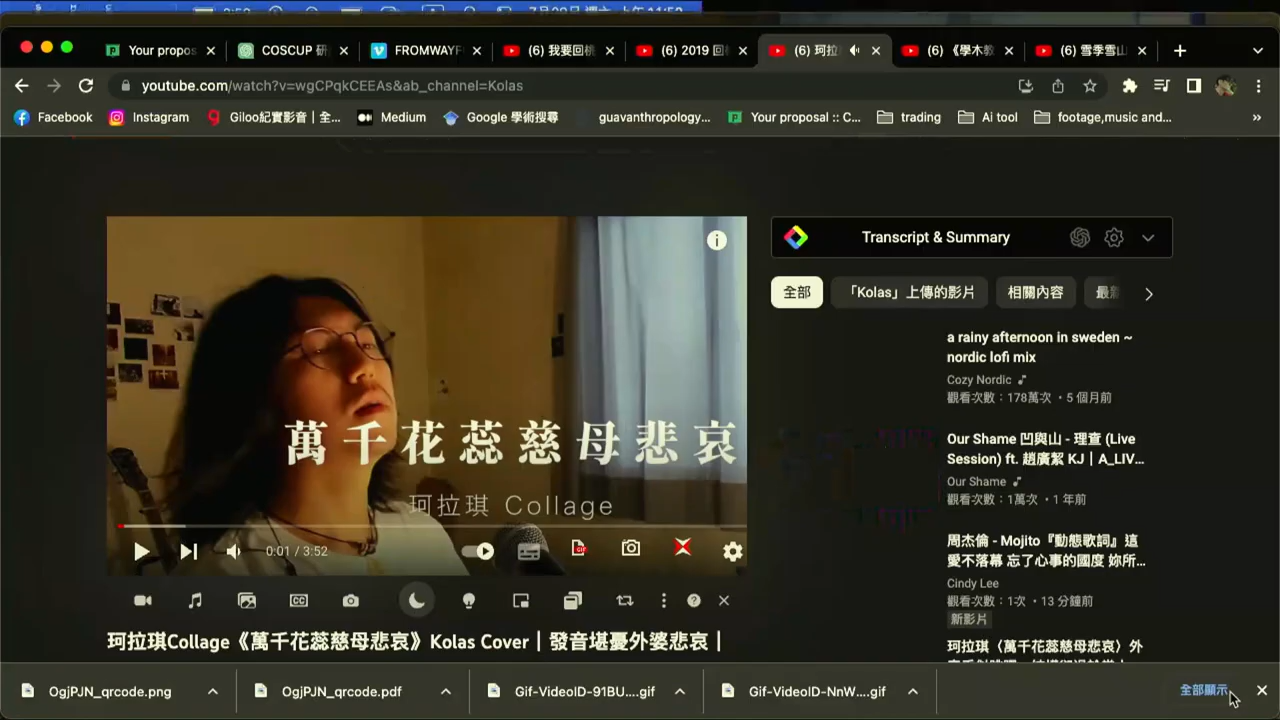 Your propos
COSCUP 研
FROMWAYF
(6) 我要回桃
(6) 2019 回
(6) 珂拉
(6) 《學木教
(6) 雪季雪山
youtube.com/watch?v=wgCPqkCEEAs&ab_channel=Kolas
Facebook
Instagram
Giloo紀實影音｜全...
Medium
Google 學術搜尋
guavanthropology...
Your proposal :: C...
trading
Ai tool
footage,music and...
萬千花蕊慈母悲哀
珂拉琪 Collage
0:01 / 3:52
珂拉琪Collage《萬千花蕊慈母悲哀》Kolas Cover｜發音堪憂外婆悲哀｜
Transcript & Summary
全部
「Kolas」上傳的影片
相關內容
最新
a rainy afternoon in sweden ~
nordic lofi mix
Cozy Nordic
觀看次數：178萬次 ・5 個月前
Our Shame 凹與山 - 理查 (Live
Session) ft. 趙廣絜 KJ｜A_LIV...
Our Shame
觀看次數：1萬次 ・1 年前
周杰倫 - Mojito『動態歌詞』這
愛不落幕 忘了心事的國度 妳所...
Cindy Lee
觀看次數：1次 ・13 分鐘前
新影片
珂拉琪〈萬千花蕊慈母悲哀〉外
OgjPJN_qrcode.png
OgjPJN_qrcode.pdf
Gif-VideoID-91BU....gif
Gif-VideoID-NnW....gif
全部顯示